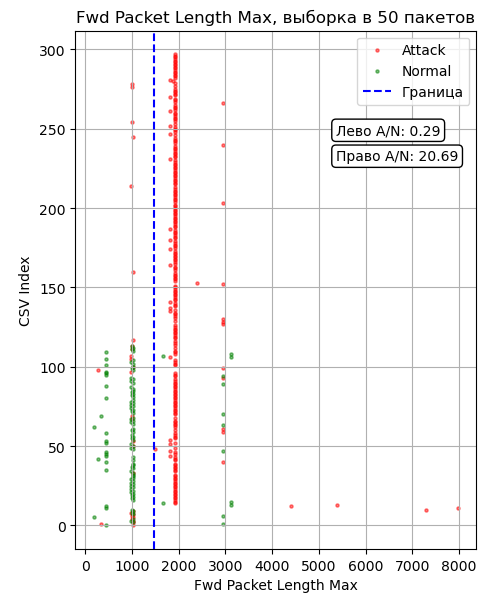 Fwd Packet Length Max, выборка в 50 пакетов
Attack
Normal
Граница
Лево A/N: 0.29
Право A/N: 20.69
300
250
200
150
100
50
0
CSV Index
0 1000 2000 3000 4000 5000 6000 7000 8000
Fwd Packet Length Max